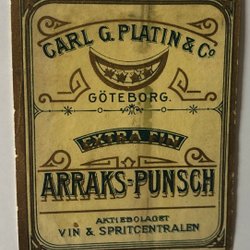 CARL G. PLATIN & Co
GÖTEBORG.
EXTRA FIN
ARRAKS-PUNSCH
AKTIEBOLAGET
VIN & SPRITCENTRALEN